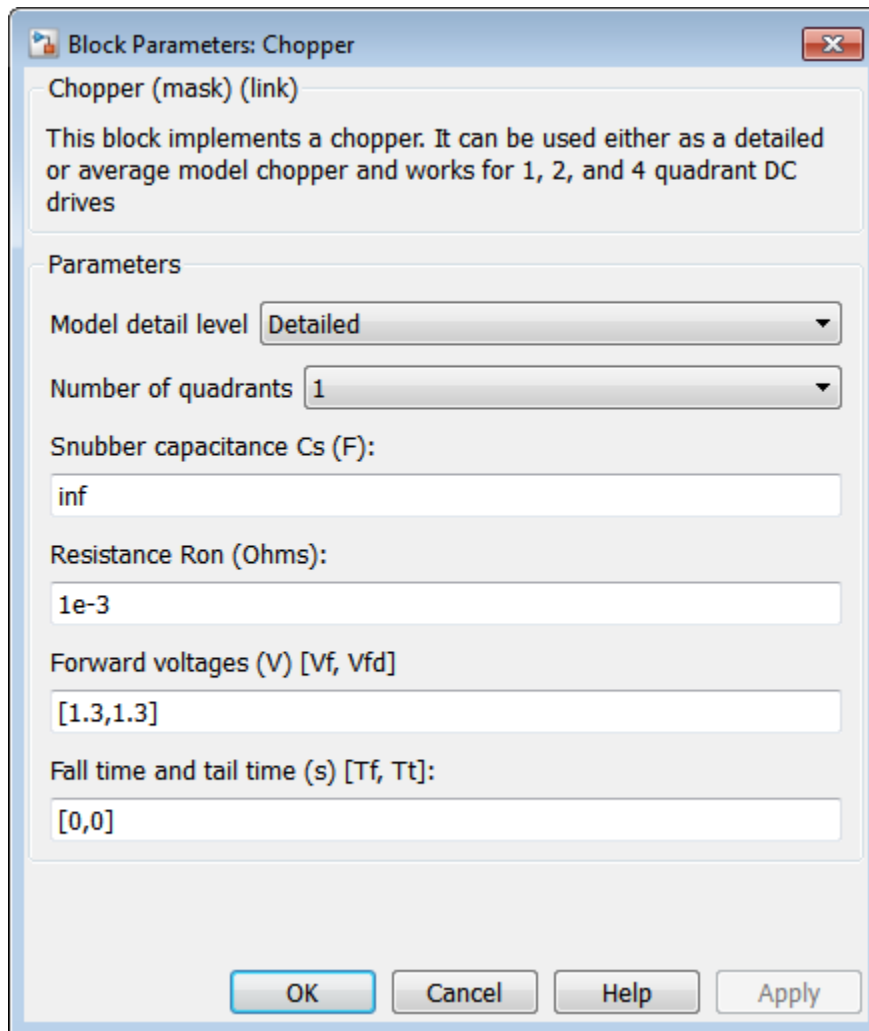 Block Parameters: Chopper
Chopper (mask) (link)
This block implements a chopper. It can be used either as a detailed
or average model chopper and works for 1, 2, and 4 quadrant DC
drives
Parameters
Model detail level Detailed
Number of quadrants 1
Snubber capacitance Cs (F):
inf
Resistance Ron (Ohms):
1e-3
Forward voltages (V) [Vf, Vfd]
[1.3,1.3]
Fall time and tail time (s) [Tf, Tt]:
[0,0]
OK Cancel Help Apply